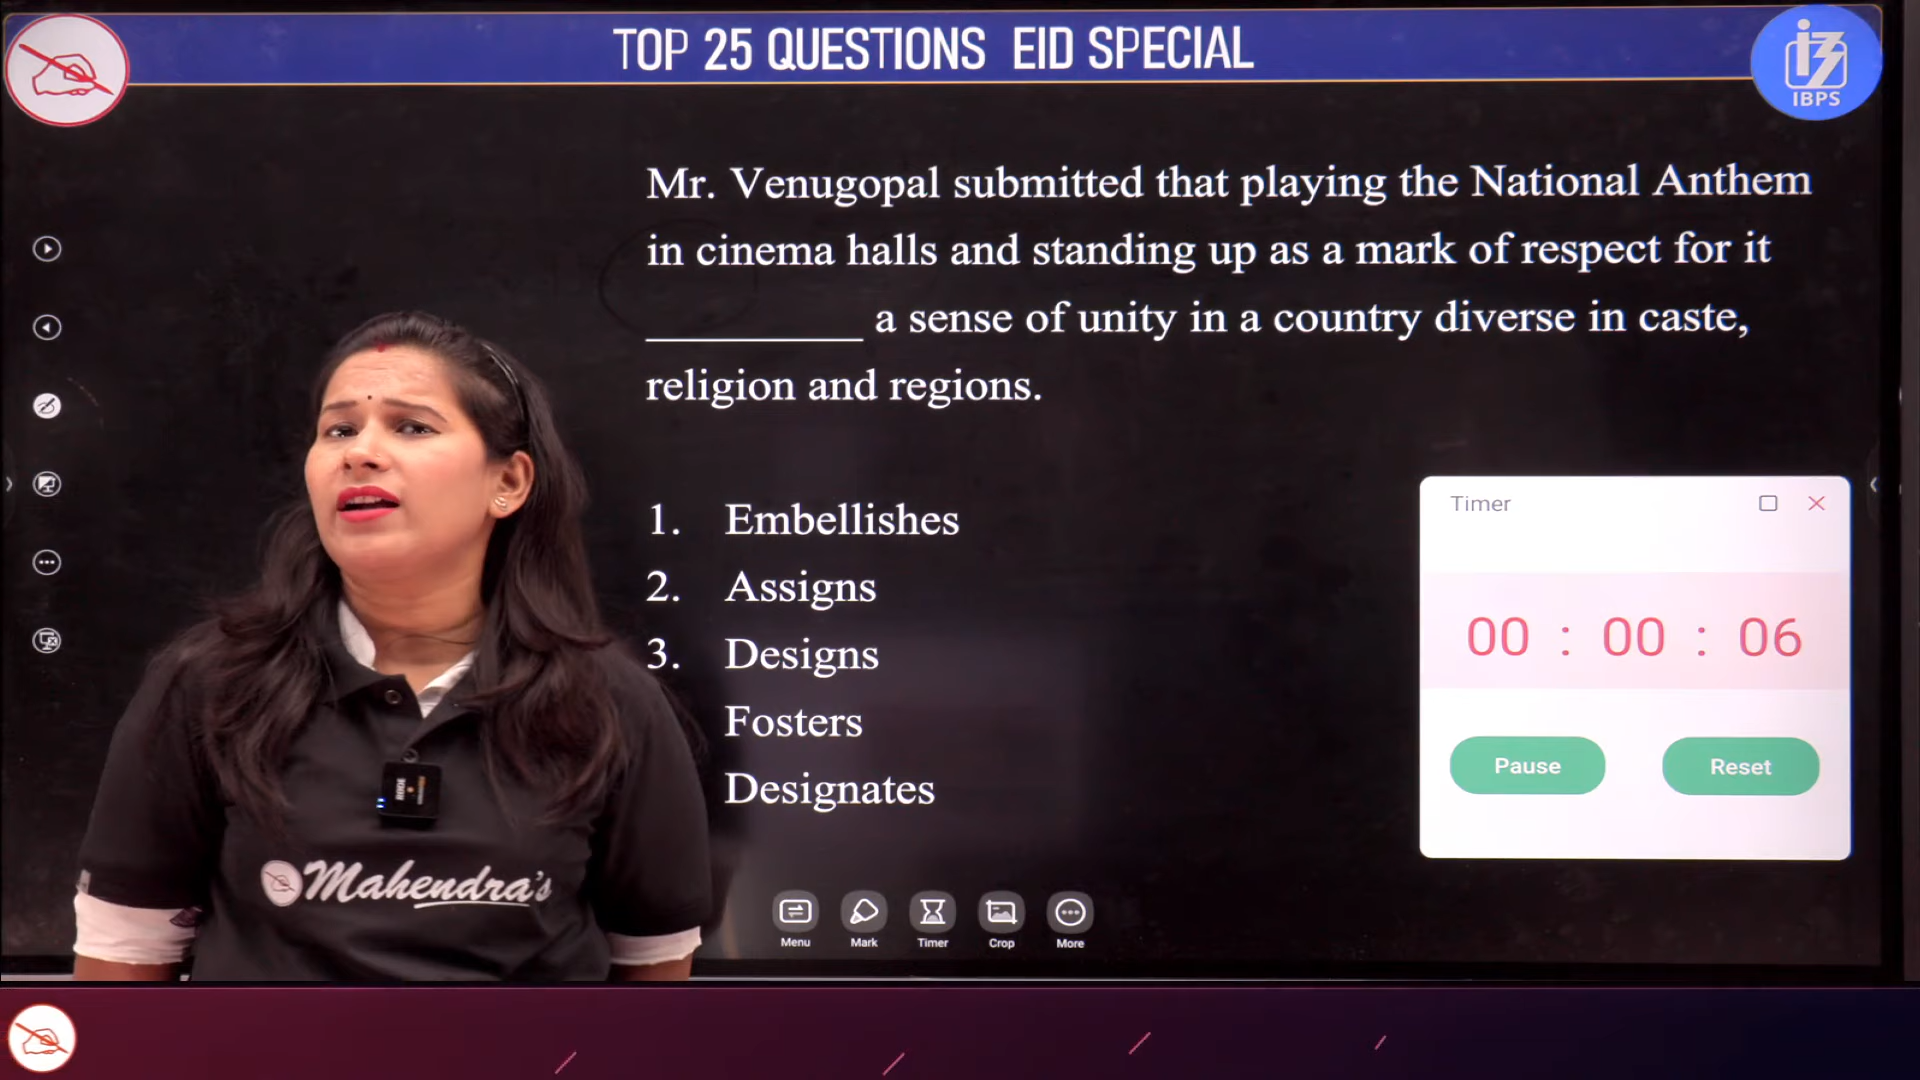 TOP 25 QUESTIONS EID SPECIAL
IBPS
Mr. Venugopal submitted that playing the National Anthem
in cinema halls and standing up as a mark of respect for it
__________ a sense of unity in a country diverse in caste,
religion and regions.
1. Embellishes
2. Assigns
3. Designs
Fosters
Designates
Timer
00 : 00 : 06
Pause Reset
RODE
Mahendra's
Menu Mark Timer Crop More